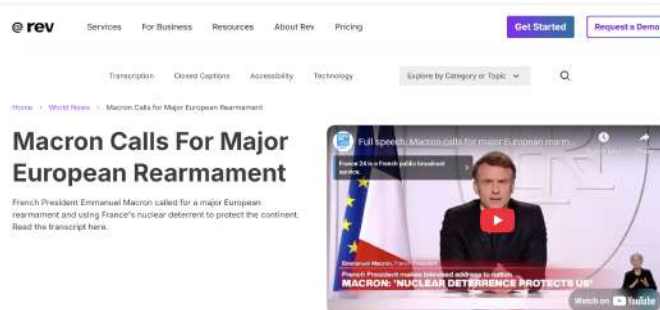 rev
Services For Business Resources About Rev Pricing
Get Started Request a Demo
Transcription Closed Captions Accessibility Technology Explore by Category or Topic
Home > World News > Macron Calls for Major European Rearmament
Macron Calls For Major
European Rearmament
French President Emmanuel Macron called for a major European
rearmament and using France's nuclear deterrent to protect the continent.
Read the transcript here.
Full speech: Macron calls for major European rearm...
France 24 is a French public broadcast
service.
Emmanuel Macron, French President
French President makes televised address to nation
MACRON: 'NUCLEAR DETERRENCE PROTECTS US'
Watch on YouTube